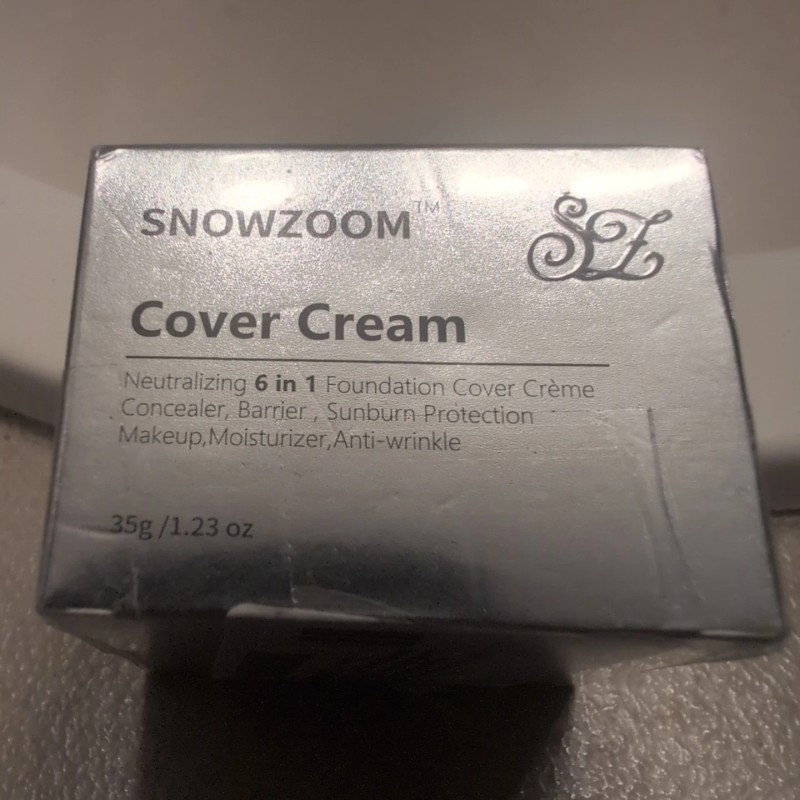 SNOWZOOM™
SZ
Cover Cream
Neutralizing 6 in 1 Foundation Cover Crème
Concealer, Barrier , Sunburn Protection
Makeup,Moisturizer,Anti-wrinkle
35g /1.23 oz